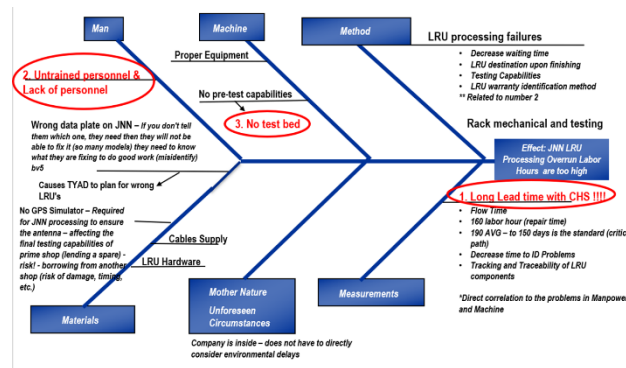 Man
Machine
Method
LRU processing failures
• Decrease waiting time
• LRU destination upon finishing
• Testing Capabilities
• LRU warranty identification method
** Related to number 2
Proper Equipment
2. Untrained personnel &
Lack of personnel
No pre-test capabilities
3. No test bed
Wrong data plate on JNN – if you don't tell
them which one, they need then they will not
be able to fix it (so many models) they need to know
what they are fixing to do good work (misidentify)
bv5
Causes TYAD to plan for wrong
LRU's
Rack mechanical and testing
Effect: JNN LRU
Processing Overrun Labor
Hours are too high
1. Long Lead time with CHS !!!!
• Flow Time
• 160 labor hour (repair time)
• 190 AVG – to 150 days is the standard (critic
path)
• Decrease time to ID Problems
• Tracking and Traceability of LRU
components
*Direct correlation to the problems in Manpower
and Machine
No GPS Simulator – Required
for JNN processing to ensure
the antenna – affecting the
final testing capabilities of
prime shop (lending a spare) -
risk! - borrowing from another
shop (risk of damage, timing,
etc.)
Cables Supply
LRU Hardware
Materials
Mother Nature
Unforeseen
Circumstances
Measurements
Company is inside – does not have to directly
consider environmental delays